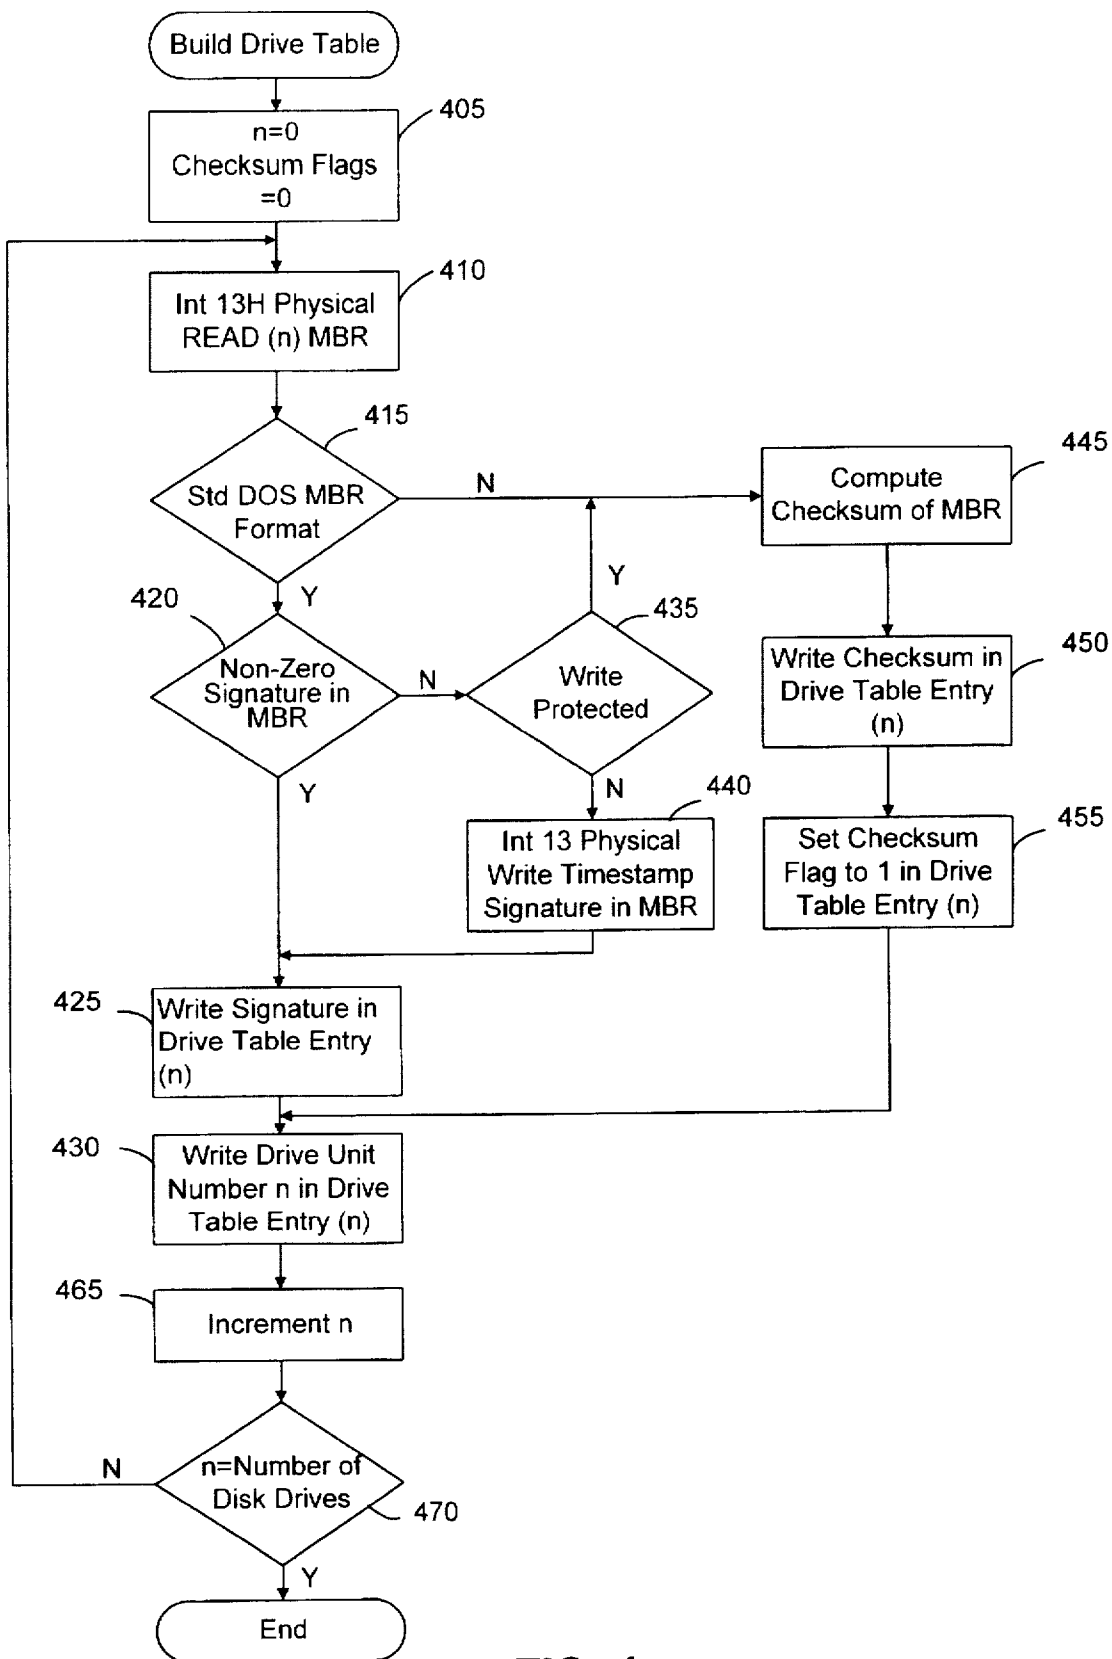 Build Drive Table
405
n=0
Checksum Flags
=0
410
Int 13H Physical
READ (n) MBR
415
Std DOS MBR
Format
N
Y
445
Compute
Checksum of MBR
420
Non-Zero
Signature in
MBR
N
Y
435
Write
Protected
Y
N
450
Write Checksum in
Drive Table Entry
(n)
440
Int 13 Physical
Write Timestamp
Signature in MBR
455
Set Checksum
Flag to 1 in Drive
Table Entry (n)
425
Write Signature in
Drive Table Entry
(n)
430
Write Drive Unit
Number n in Drive
Table Entry (n)
465
Increment n
N
n=Number of
Disk Drives
470
Y
End